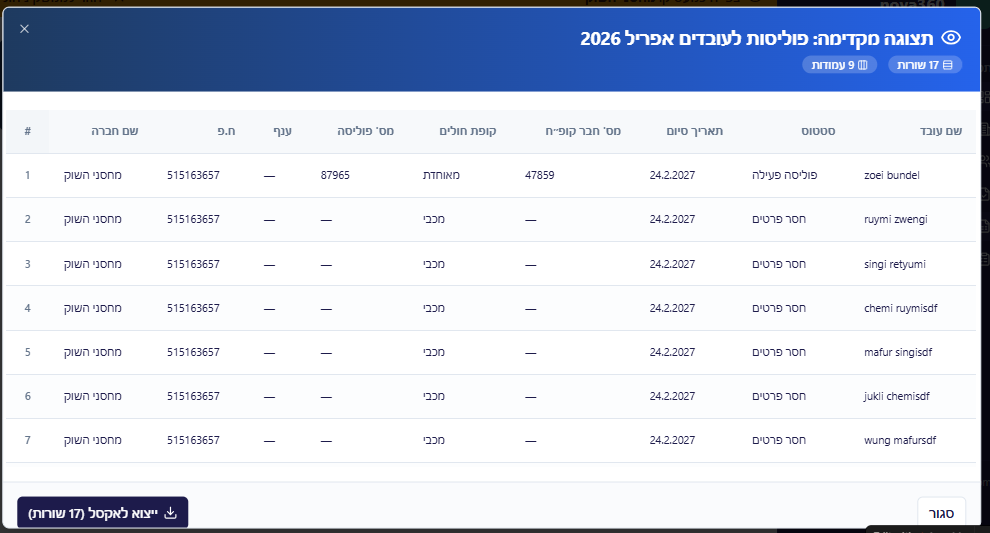 תצוגה מקדימה: פוליסות לעובדים אפריל 2026
17 שורות 9 עמודות
שם עובד סטטוס תאריך סיום מס' חבר קופ״ח קופת חולים מס' פוליסה ענף ח.פ שם חברה #
zoei bundel פוליסה פעילה 24.2.2027 47859 מאוחדת 87965 — 515163657 מחסני השוק 1
ruymi zwengi חסר פרטים 24.2.2027 — מכבי — — 515163657 מחסני השוק 2
singi retyumi חסר פרטים 24.2.2027 — מכבי — — 515163657 מחסני השוק 3
chemi ruymisdf חסר פרטים 24.2.2027 — מכבי — — 515163657 מחסני השוק 4
mafur singisdf חסר פרטים 24.2.2027 — מכבי — — 515163657 מחסני השוק 5
jukli chemisdf חסר פרטים 24.2.2027 — מכבי — — 515163657 מחסני השוק 6
wung mafursdf חסר פרטים 24.2.2027 — מכבי — — 515163657 מחסני השוק 7
סגור
ייצוא לאקסל (17 שורות)